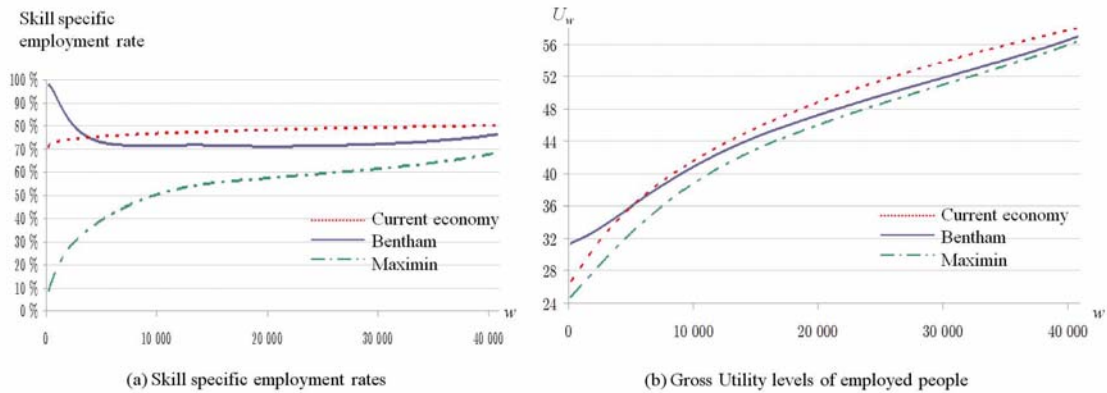 Skill specific
employment rate
100 %
90 %
80 %
70 %
60 %
50 %
40 %
30 %
20 %
10 %
0 %
Current economy
Bentham
Maximin
w
0
10 000
20 000
30 000
40 000
(a) Skill specific employment rates
U_w
56
52
48
44
40
36
32
28
24
Current economy
Bentham
Maximin
w
0
10 000
20 000
30 000
40 000
(b) Gross Utility levels of employed people